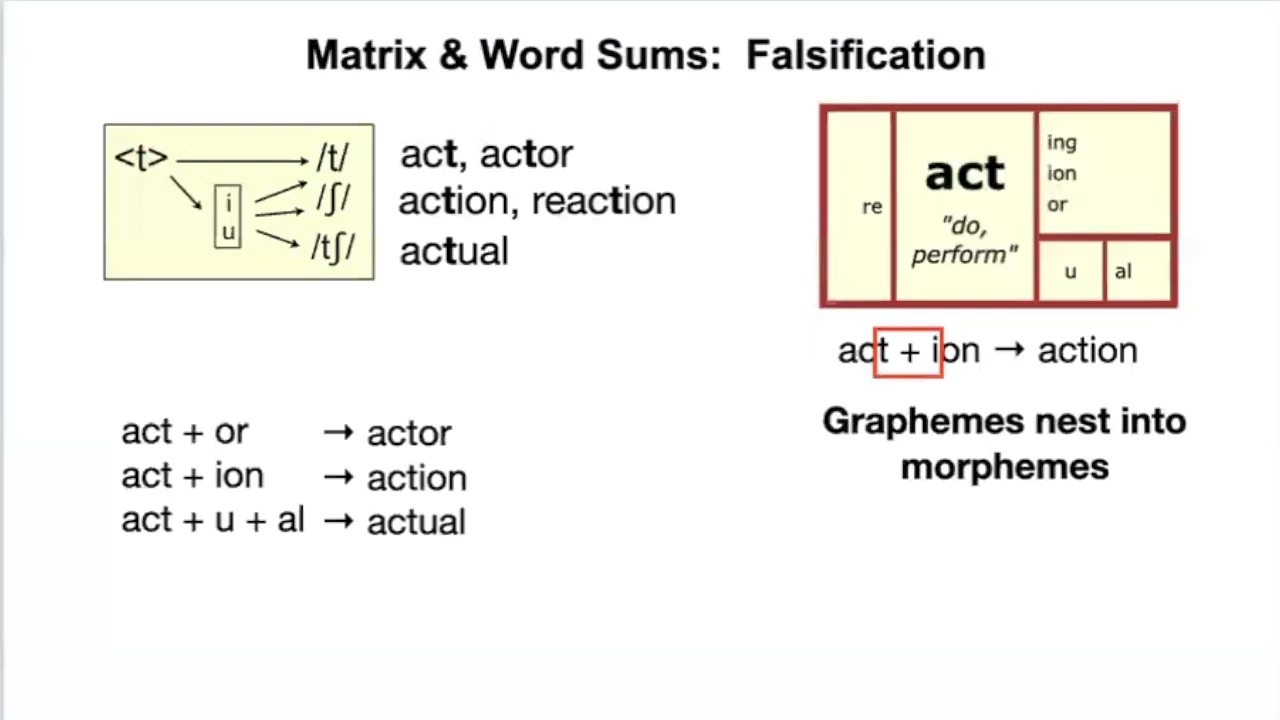 Matrix & Word Sums: Falsification
<t> /t/
i /ʃ/
u /tʃ/
act, actor
action, reaction
actual
re
act
"do,
perform"
ing
ion
or
u al
act + ion → action
Graphemes nest into
morphemes
act + or → actor
act + ion → action
act + u + al → actual